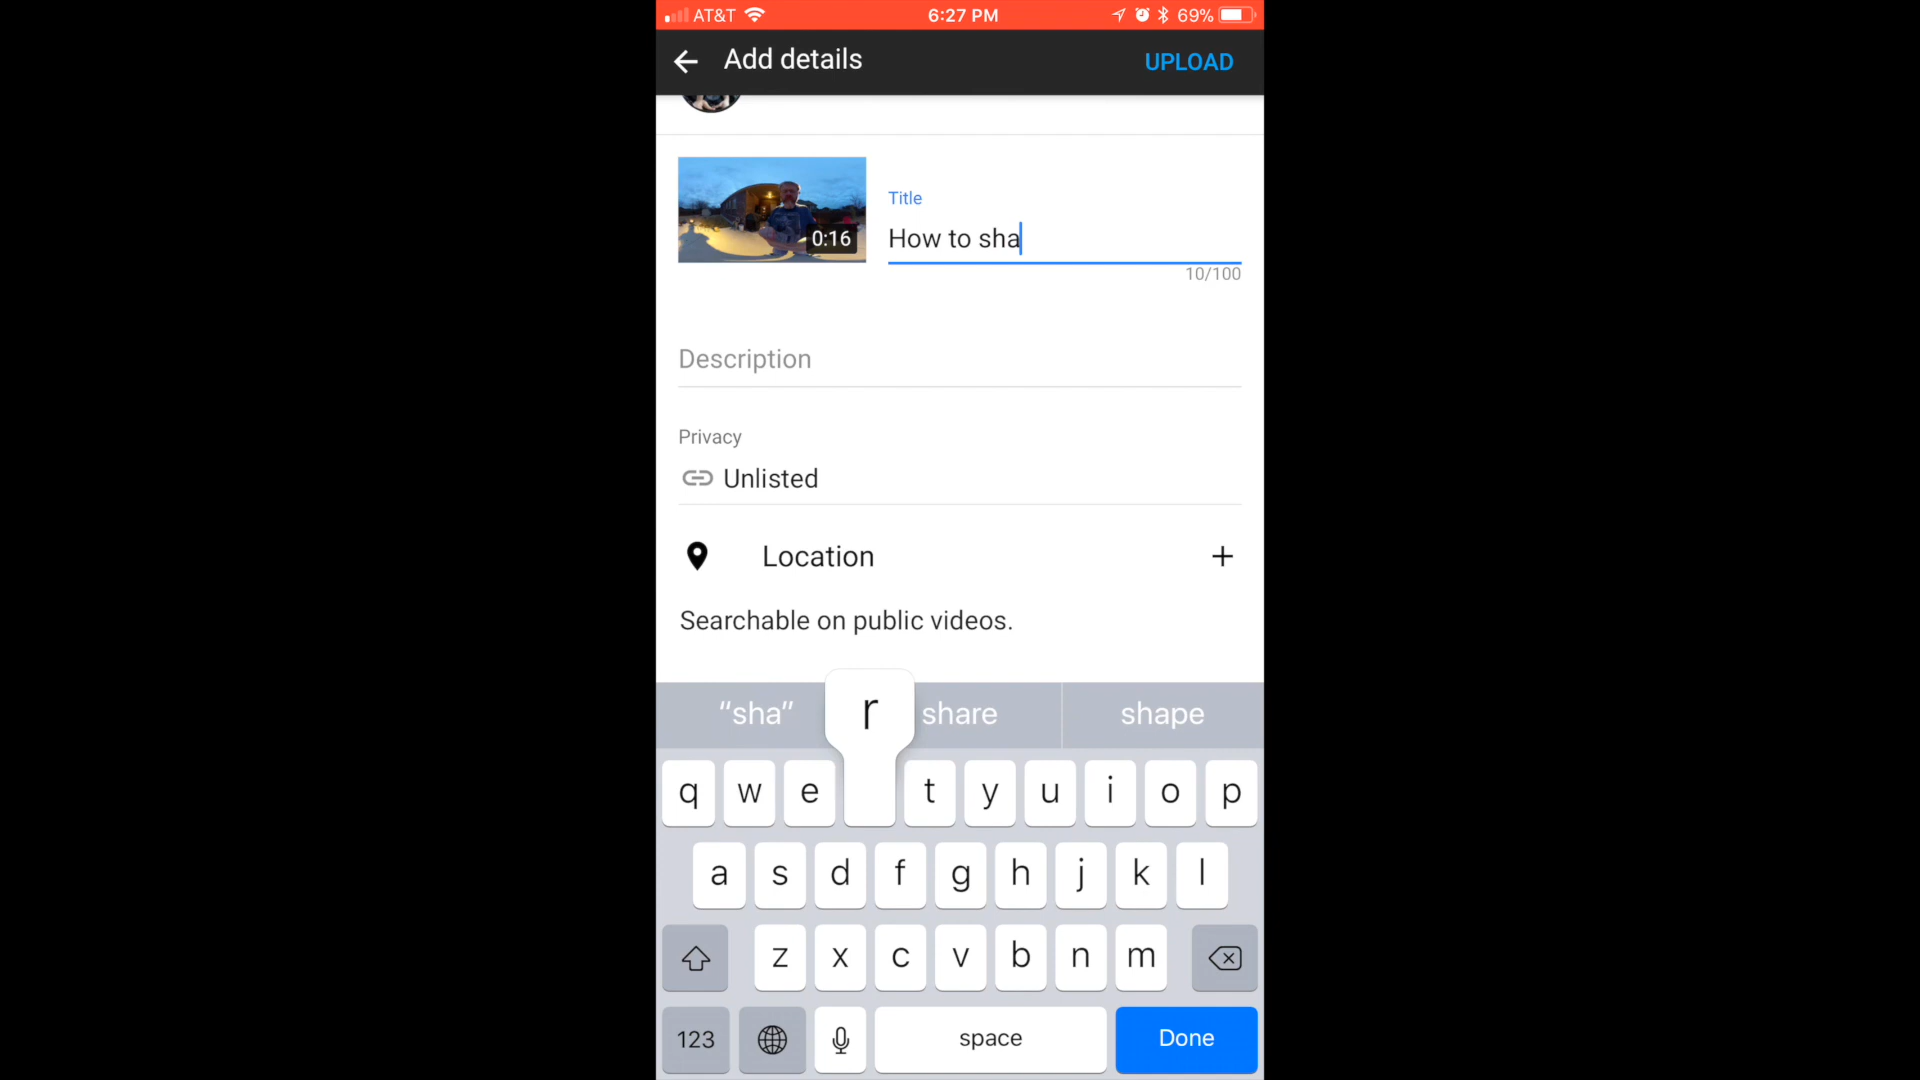 AT&T 6:27 PM 69%
Add details UPLOAD
0:16
Title
How to sha
10/100
Description
Privacy
Unlisted
Location +
Searchable on public videos.
“sha” r share shape
q w e t y u i o p
a s d f g h j k l
z x c v b n m
123 space Done